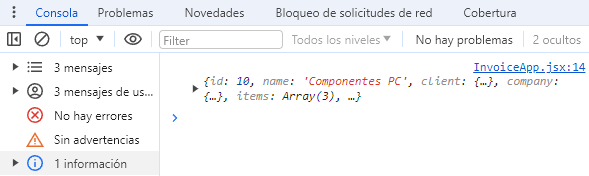 Consola Problemas Novedades Bloqueo de solicitudes de red Cobertura
top Filter Todos los niveles No hay problemas 2 ocultos
3 mensajes
3 mensajes de us...
No hay errores
Sin advertencias
1 información
InvoiceApp.jsx:14
{id: 10, name: 'Componentes PC', client: {…}, company:
{…}, items: Array(3), …}